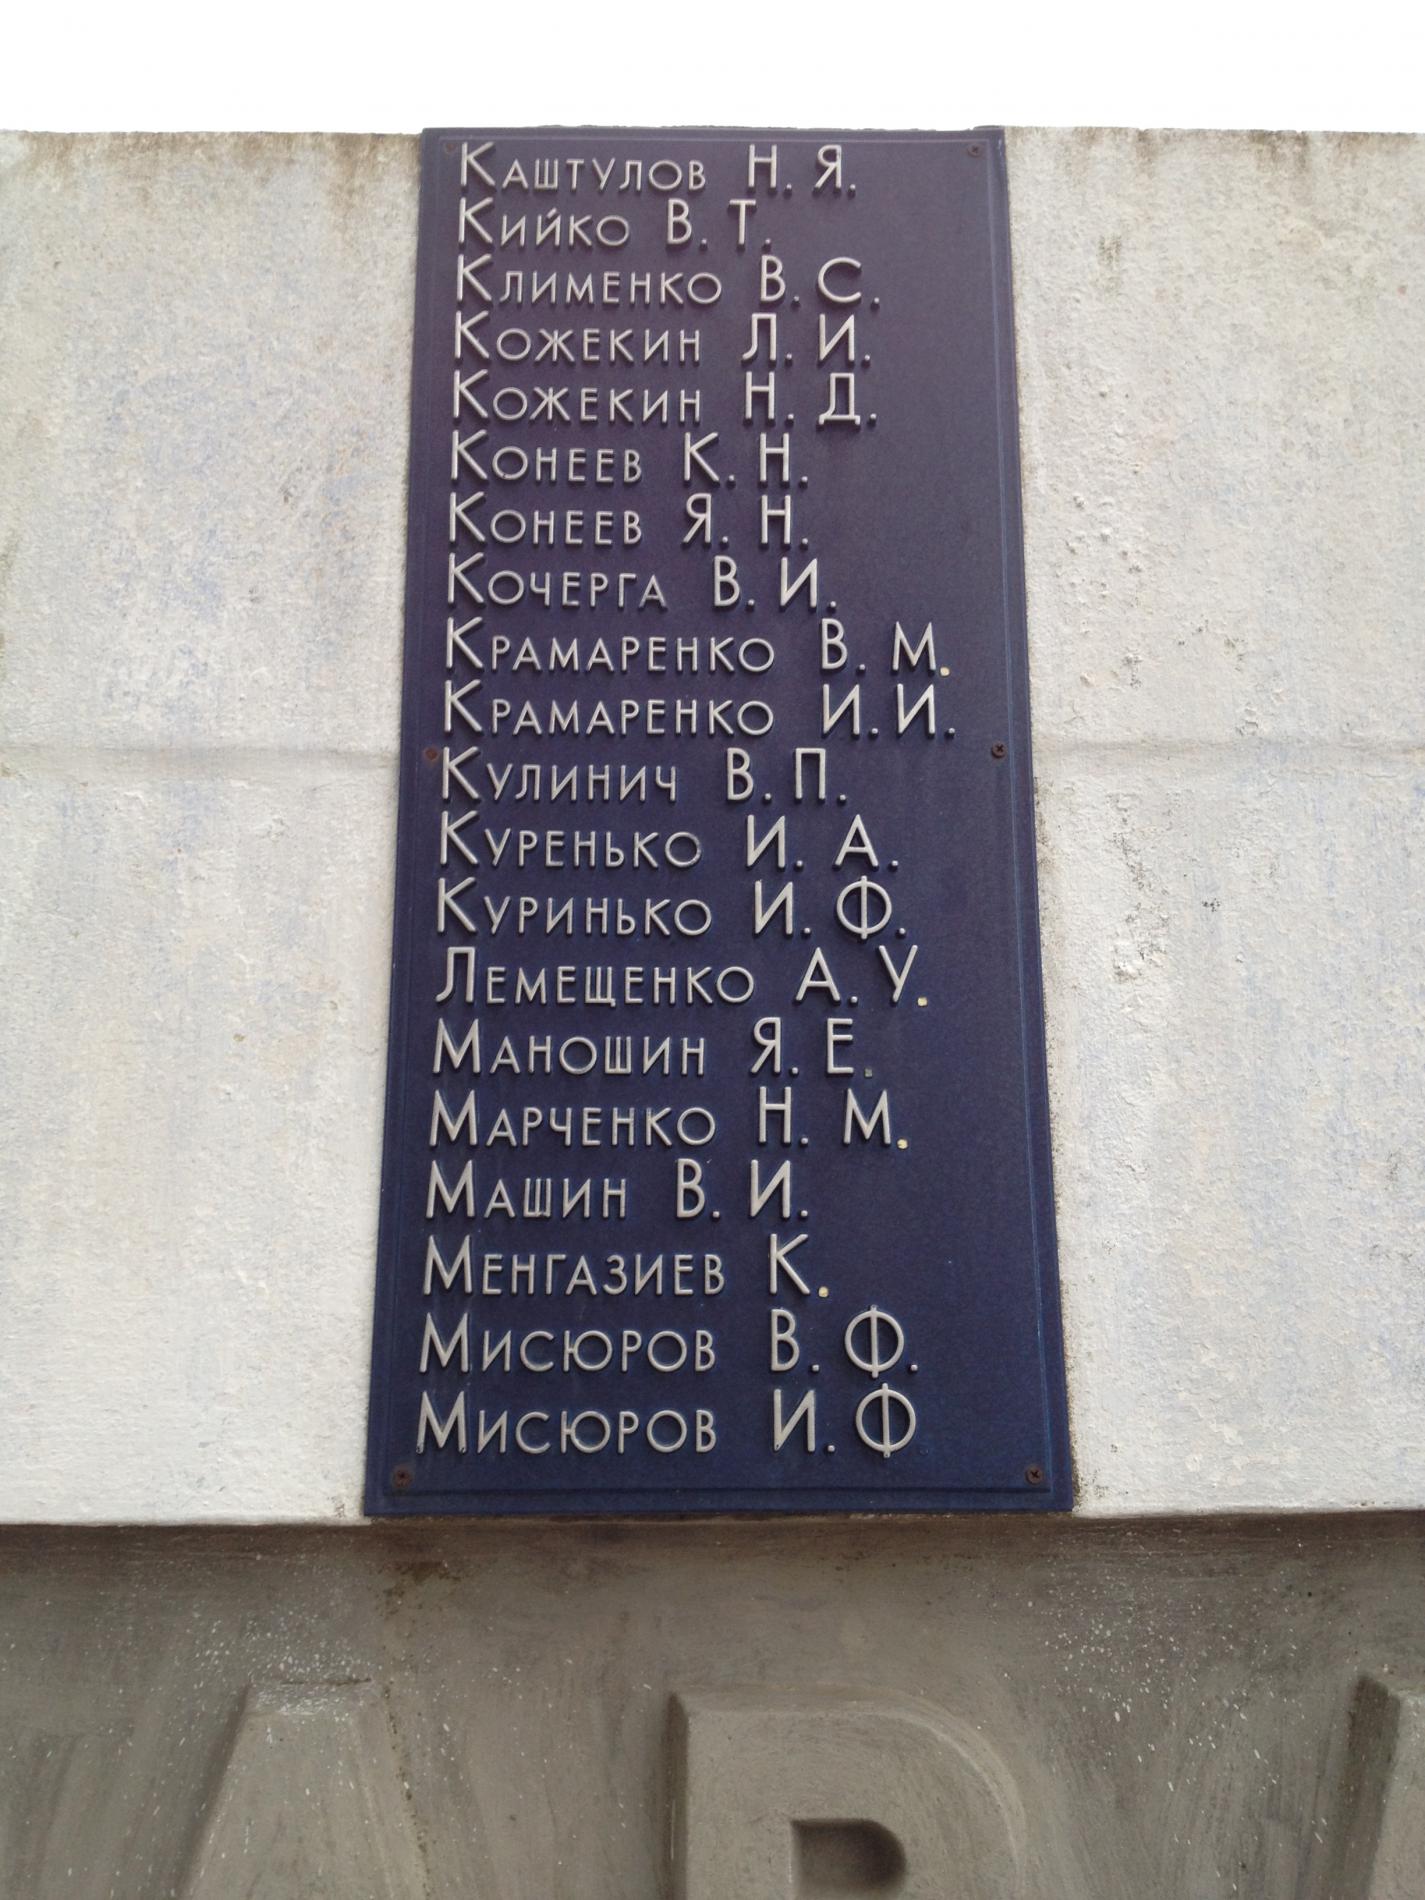 Каштулов Н. Я.
Кийко В. Т.
Клименко В. С.
Кожекин Л. И.
Кожекин Н. Д.
Конеев К. Н.
Конеев Я. Н.
Кочерга В. И.
Крамаренко В. М.
Крамаренко И. И.
Кулинич В. П.
Куренько И. А.
Куринько И. Ф.
Лемещенко А. У.
Маношин Я. Е.
Марченко Н. М.
Машин В. И.
Менгазиев К.
Мисюров В. Ф.
Мисюров И. Ф